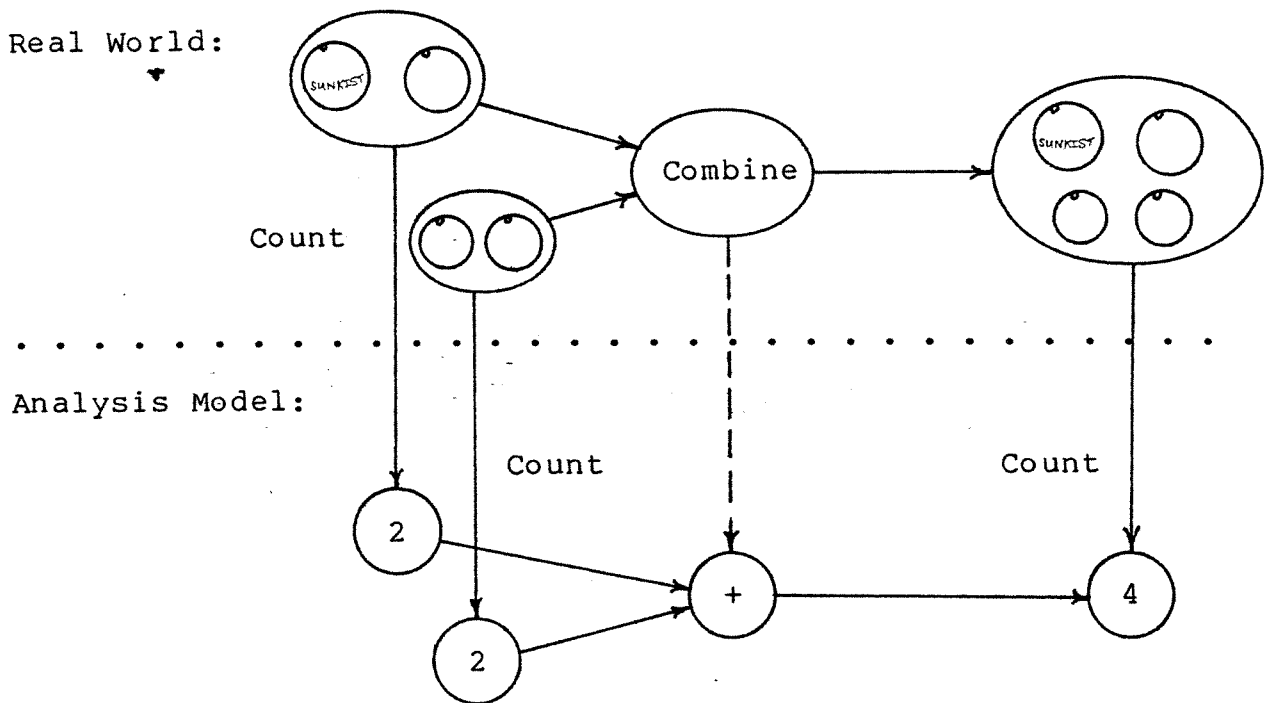 Real World:
SUNKIST
Combine
SUNKIST
Count
Analysis Model:
Count
Count
2
+
4
2